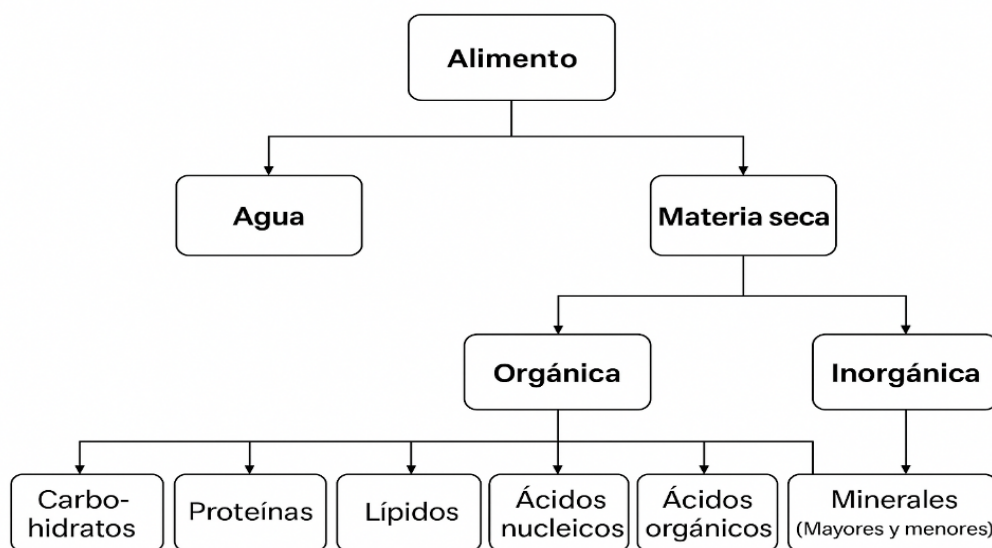 Alimento
Agua
Materia seca
Orgánica
Inorgánica
Carbo-
hidratos
Proteínas
Lípidos
Ácidos
nucleicos
Ácidos
orgánicos
Minerales
(Mayores y menores)